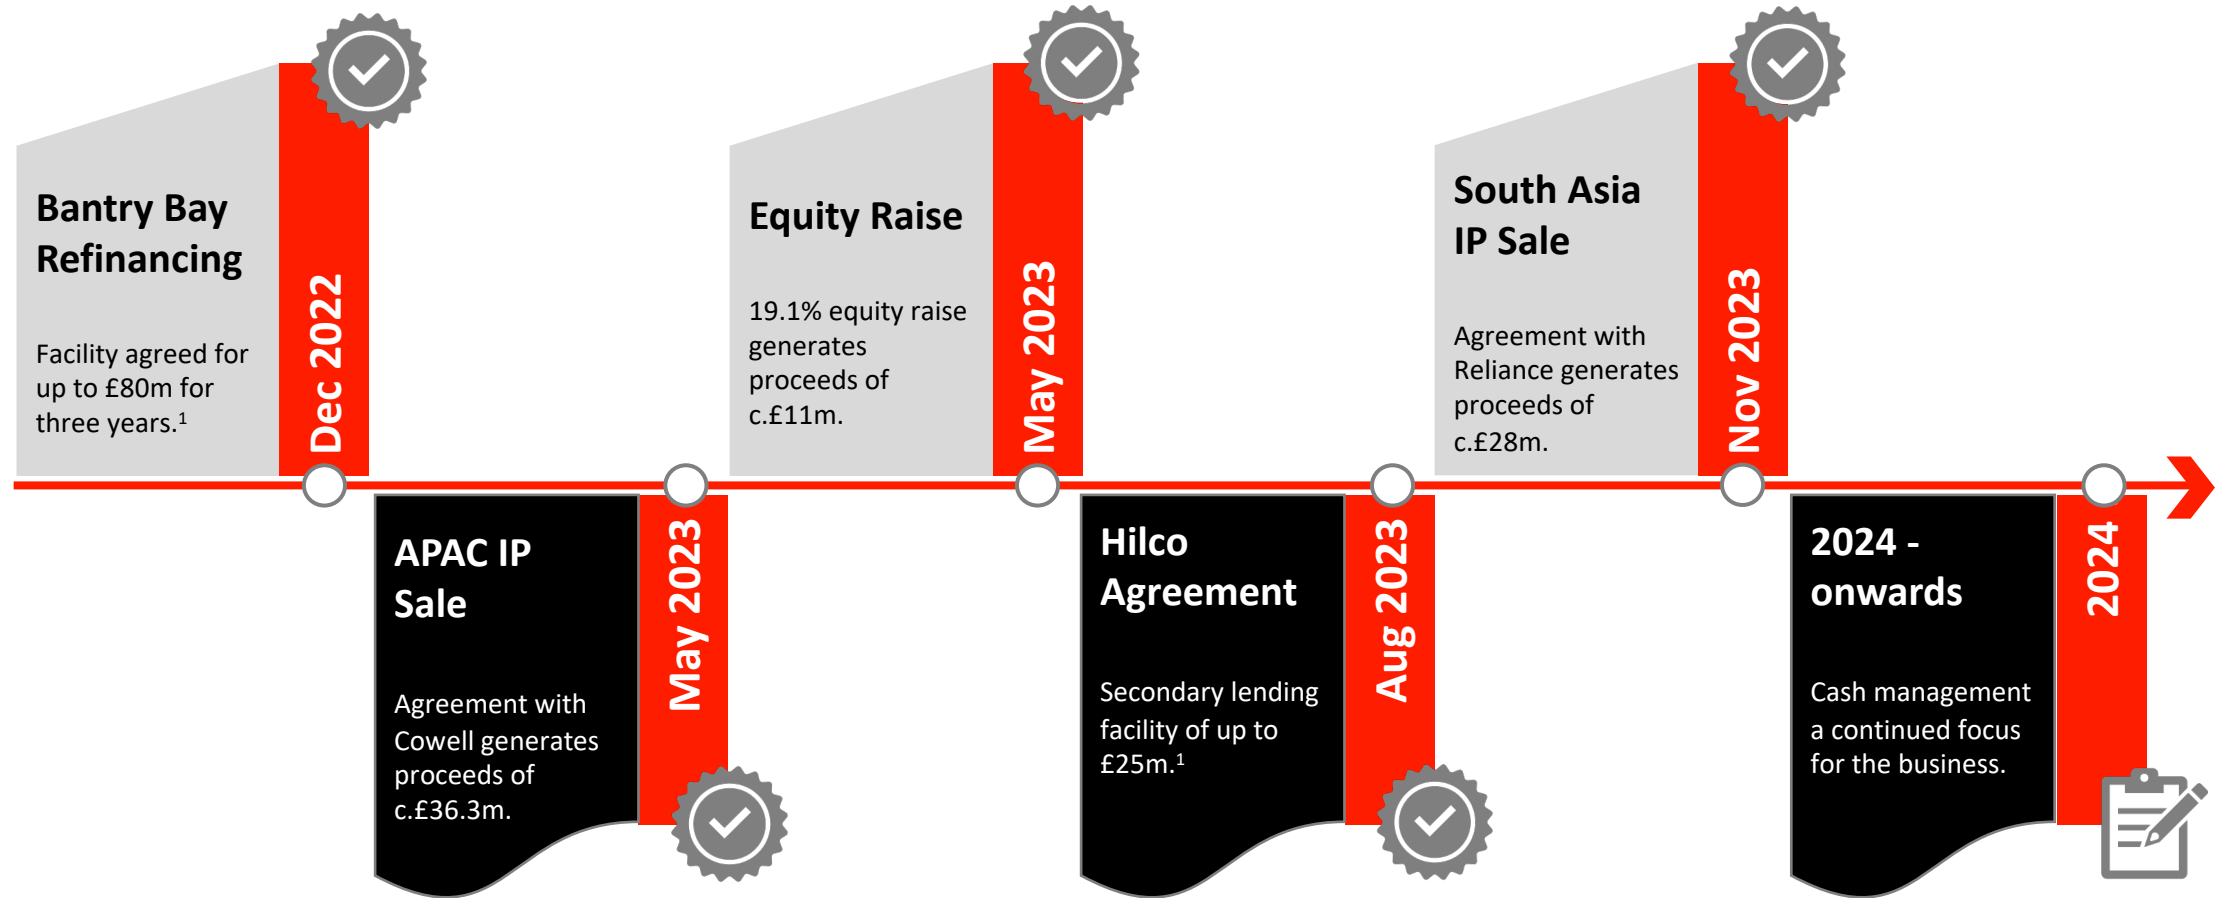 Bantry Bay
Refinancing
Facility agreed for
up to £80m for
three years.¹
Dec 2022
APAC IP
Sale
Agreement with
Cowell generates
proceeds of
c.£36.3m.
May 2023
Equity Raise
19.1% equity raise
generates
proceeds of
c.£11m.
May 2023
Hilco
Agreement
Secondary lending
facility of up to
£25m.¹
Aug 2023
South Asia
IP Sale
Agreement with
Reliance generates
proceeds of
c.£28m.
Nov 2023
2024 -
onwards
Cash management
a continued focus
for the business.
2024